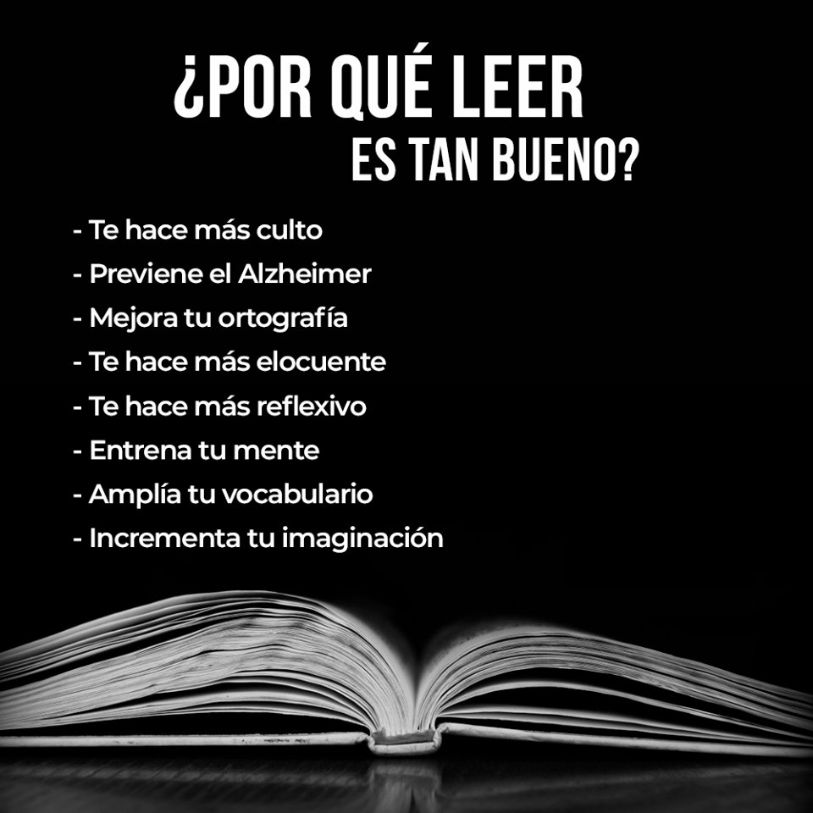 ¿POR QUÉ LEER
ES TAN BUENO?
- Te hace más culto
- Previene el Alzheimer
- Mejora tu ortografía
- Te hace más elocuente
- Te hace más reflexivo
- Entrena tu mente
- Amplía tu vocabulario
- Incrementa tu imaginación